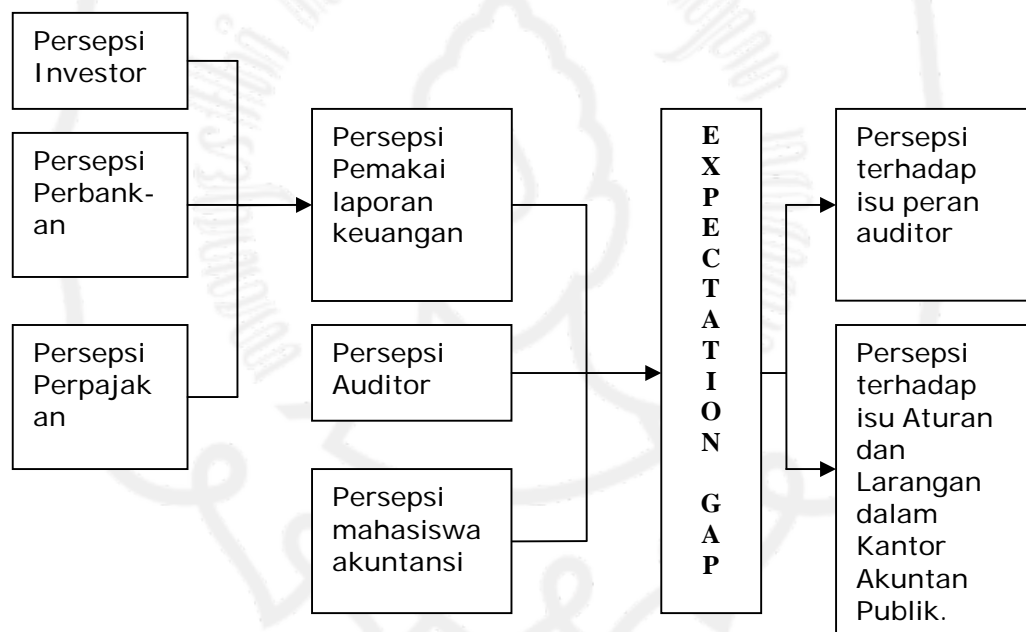 Persepsi
Investor
Persepsi
Perbank-
an
Persepsi
Perpajak
an
Persepsi
Pemakai
laporan
keuangan
Persepsi
Auditor
Persepsi
mahasiswa
akuntansi
E
X
P
E
C
T
A
T
I
O
N
G
A
P
Persepsi
terhadap
isu peran
auditor
Persepsi
terhadap
isu Aturan
dan
Larangan
dalam
Kantor
Akuntan
Publik.